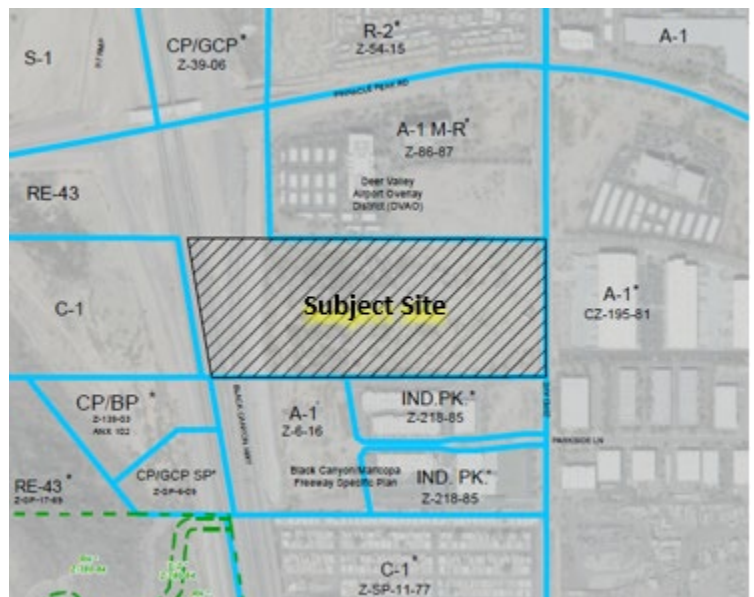 S-1
CP/GCP*
Z-39-06
R-2*
Z-54-15
A-1
PINNACLE PEAK RD
A-1 M-R*
Z-86-87
Deer Valley
Airport Overlay
District (DVAO)
RE-43
C-1
Subject Site
A-1*
CZ-195-81
CP/BP *
Z-139-03
ANX 102
BLACK CANYON HWY
A-1*
Z-6-16
IND.PK.*
Z-218-85
PARKSIDE LN
CP/GCP SP*
Black Canyon/Maricopa
Freeway Specific Plan
IND. PK.*
Z-218-85
RE-43*
C-1*
Z-SP-11-77